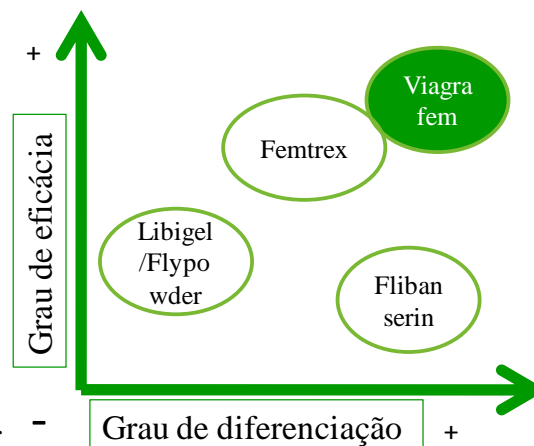 +
Viagra
fem
Femtrex
Grau de eficácia
Libigel
/Flypo
wder
Fliban
serin
. - Grau de diferenciação +